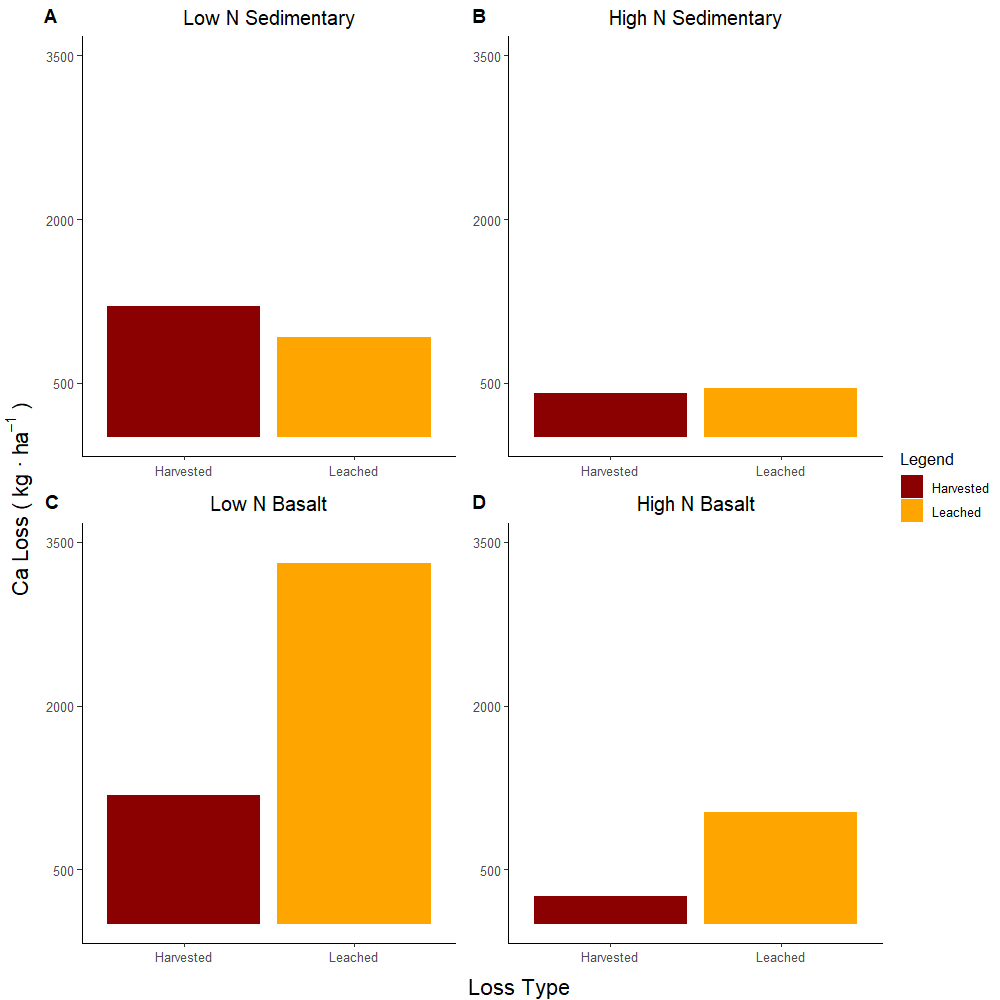 A Low N Sedimentary
3500
2000
500
Harvested Leached
B High N Sedimentary
3500
2000
500
Harvested Leached
C Low N Basalt
3500
2000
500
Harvested Leached
D High N Basalt
3500
2000
500
Harvested Leached
Ca Loss ( kg · ha⁻¹ )
Loss Type
Legend
Harvested
Leached